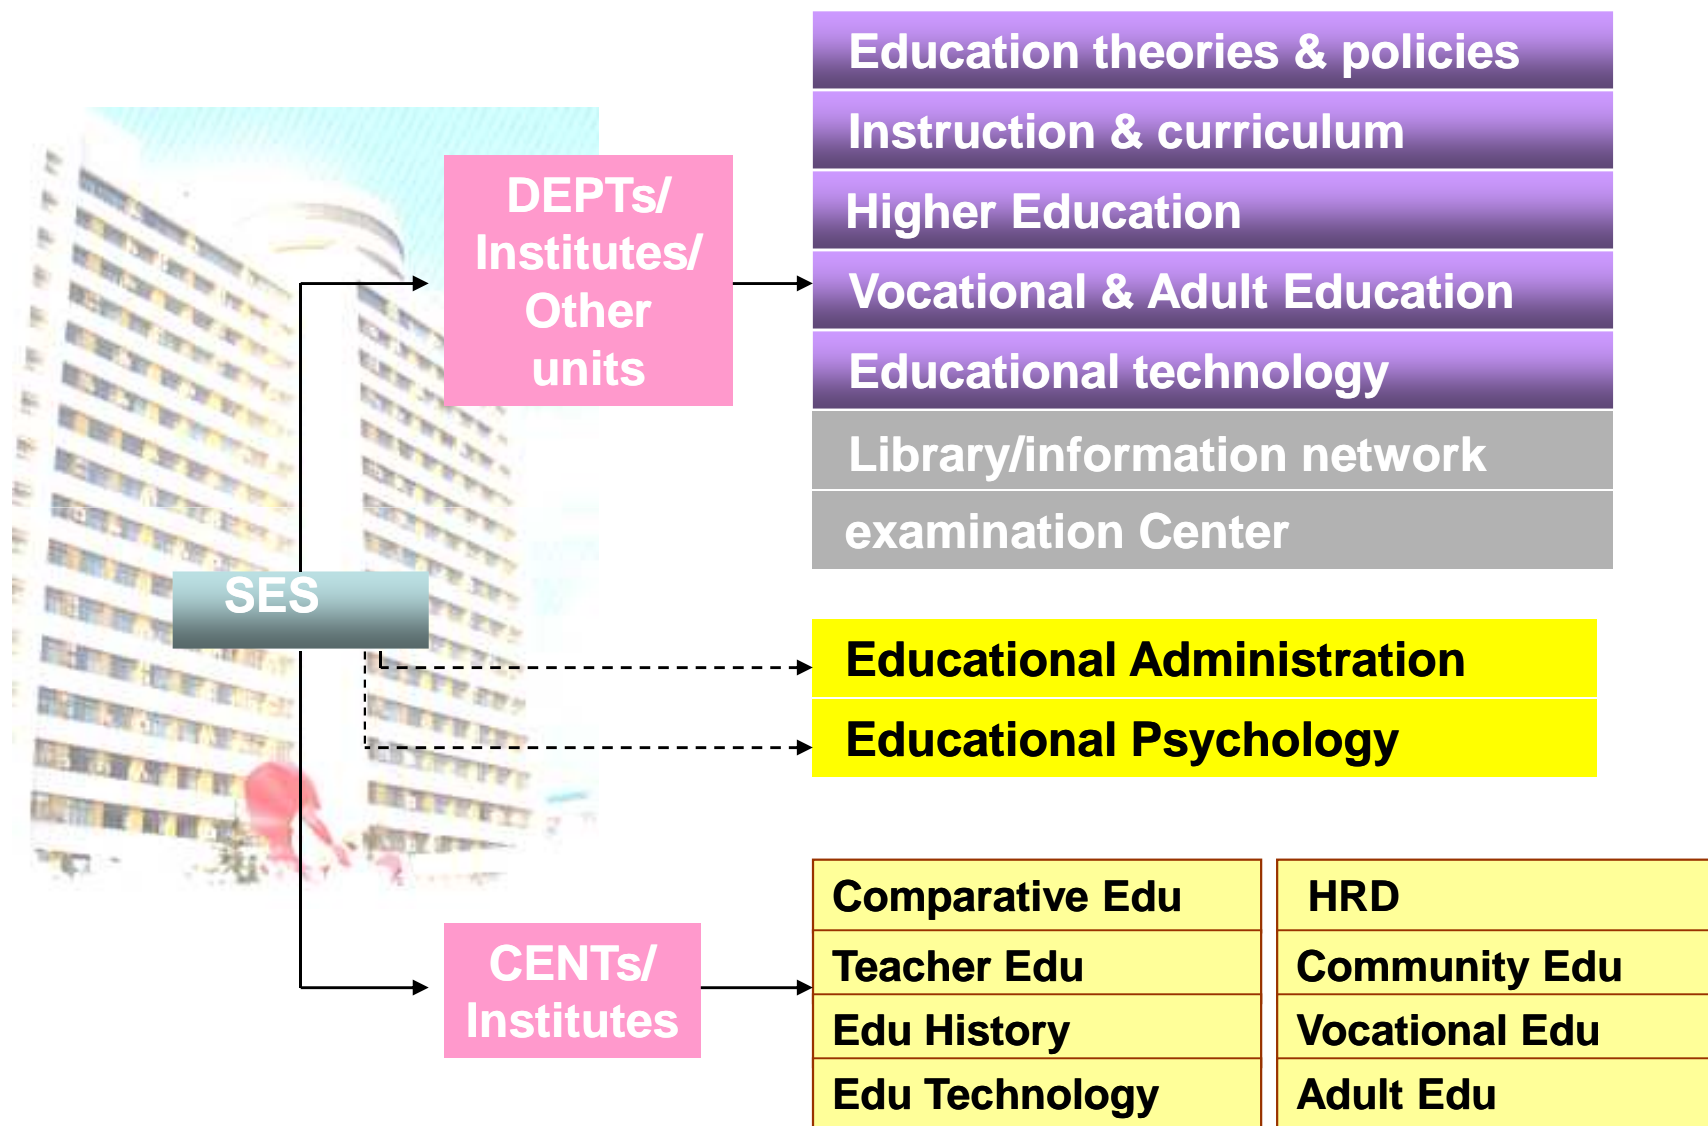 Education theories & policies
Instruction & curriculum
DEPTs/
Institutes/
Other
units
Higher Education
Vocational & Adult Education
Educational technology
Library/information network
examination Center
SES
Educational Administration
Educational Psychology
CENTs/
Institutes
Comparative Edu
Teacher Edu
Edu History
Edu Technology
HRD
Community Edu
Vocational Edu
Adult Edu